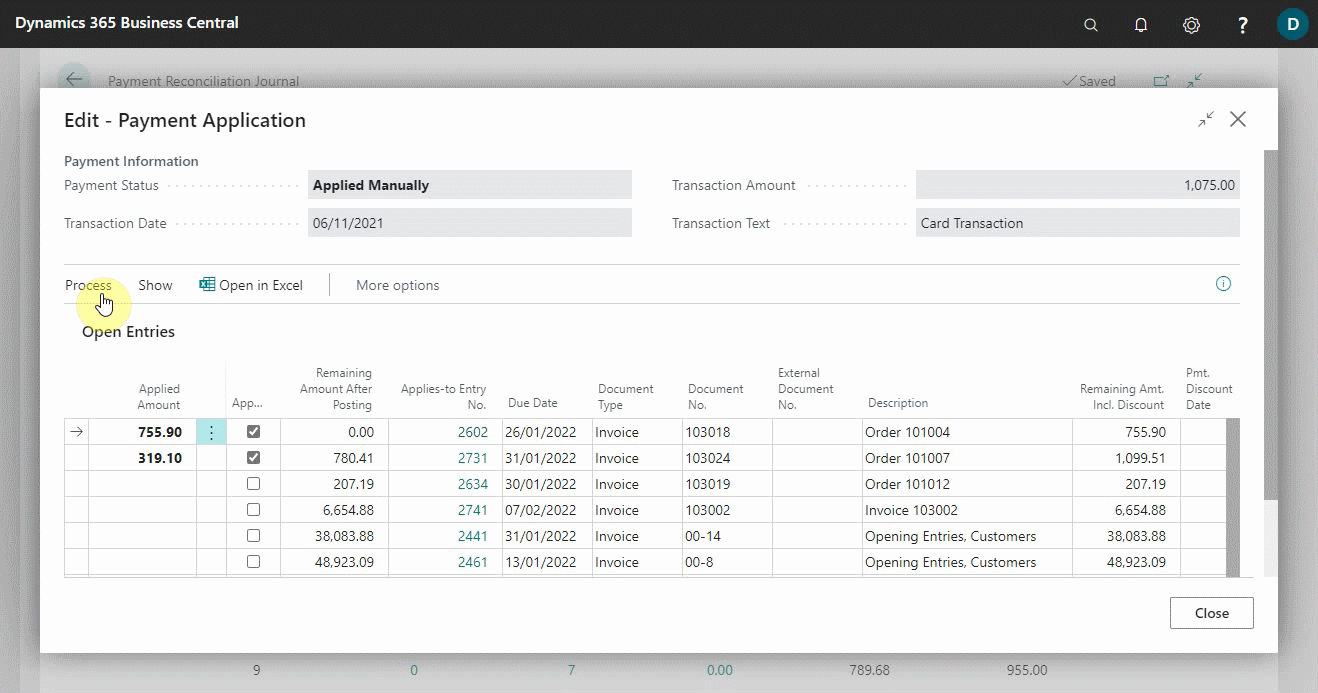 Dynamics 365 Business Central
?
D
Payment Reconciliation Journal
Saved
Edit - Payment Application
Payment Information
Payment Status
Applied Manually
Transaction Amount
1,075.00
Transaction Date
06/11/2021
Transaction Text
Card Transaction
Process
Show
Open in Excel
More options
Open Entries
Applied Amount
App...
Remaining Amount After Posting
Applies-to Entry No.
Due Date
Document Type
Document No.
External Document No.
Description
Remaining Amt. Incl. Discount
Pmt. Discount Date
755.90 0.00 2602 26/01/2022 Invoice 103018 Order 101004 755.90
319.10 780.41 2731 31/01/2022 Invoice 103024 Order 101007 1,099.51
207.19 2634 30/01/2022 Invoice 103019 Order 101012 207.19
6,654.88 2741 07/02/2022 Invoice 103002 Invoice 103002 6,654.88
38,083.88 2441 31/01/2022 Invoice 00-14 Opening Entries, Customers 38,083.88
48,923.09 2461 13/01/2022 Invoice 00-8 Opening Entries, Customers 48,923.09
Close
9 0 7 0.00 789.68 955.00